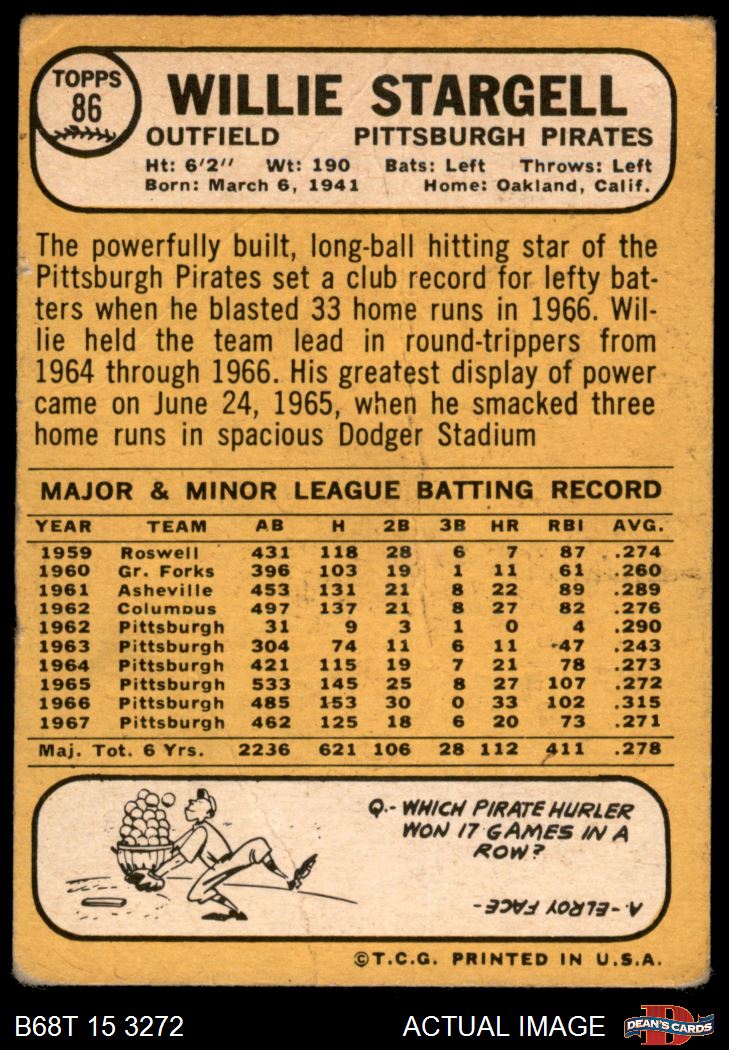 TOPPS
86
WILLIE STARGELL
OUTFIELD PITTSBURGH PIRATES
Ht: 6'2" Wt: 190 Bats: Left Throws: Left
Born: March 6, 1941 Home: Oakland, Calif.
The powerfully built, long-ball hitting star of the
Pittsburgh Pirates set a club record for lefty bat-
ters when he blasted 33 home runs in 1966. Wil-
lie held the team lead in round-trippers from
1964 through 1966. His greatest display of power
came on June 24, 1965, when he smacked three
home runs in spacious Dodger Stadium
MAJOR & MINOR LEAGUE BATTING RECORD
YEAR TEAM AB H 2B 3B HR RBI AVG.
1959 Roswell 431 118 28 6 7 87 .274
1960 Gr. Forks 396 103 19 1 11 61 .260
1961 Asheville 453 131 21 8 22 89 .289
1962 Columbus 497 137 21 8 27 82 .276
1962 Pittsburgh 31 9 3 1 0 4 .290
1963 Pittsburgh 304 74 11 6 11 47 .243
1964 Pittsburgh 421 115 19 7 21 78 .273
1965 Pittsburgh 533 145 25 8 27 107 .272
1966 Pittsburgh 485 153 30 0 33 102 .315
1967 Pittsburgh 462 125 18 6 20 73 .271
Maj. Tot. 6 Yrs. 2236 621 106 28 112 411 .278
Q.- WHICH PIRATE HURLER
WON 17 GAMES IN A
ROW?
A.- ELROY FACE -
©T.C.G. PRINTED IN U.S.A.
B68T 15 3272 ACTUAL IMAGE D DEAN'S CARDS